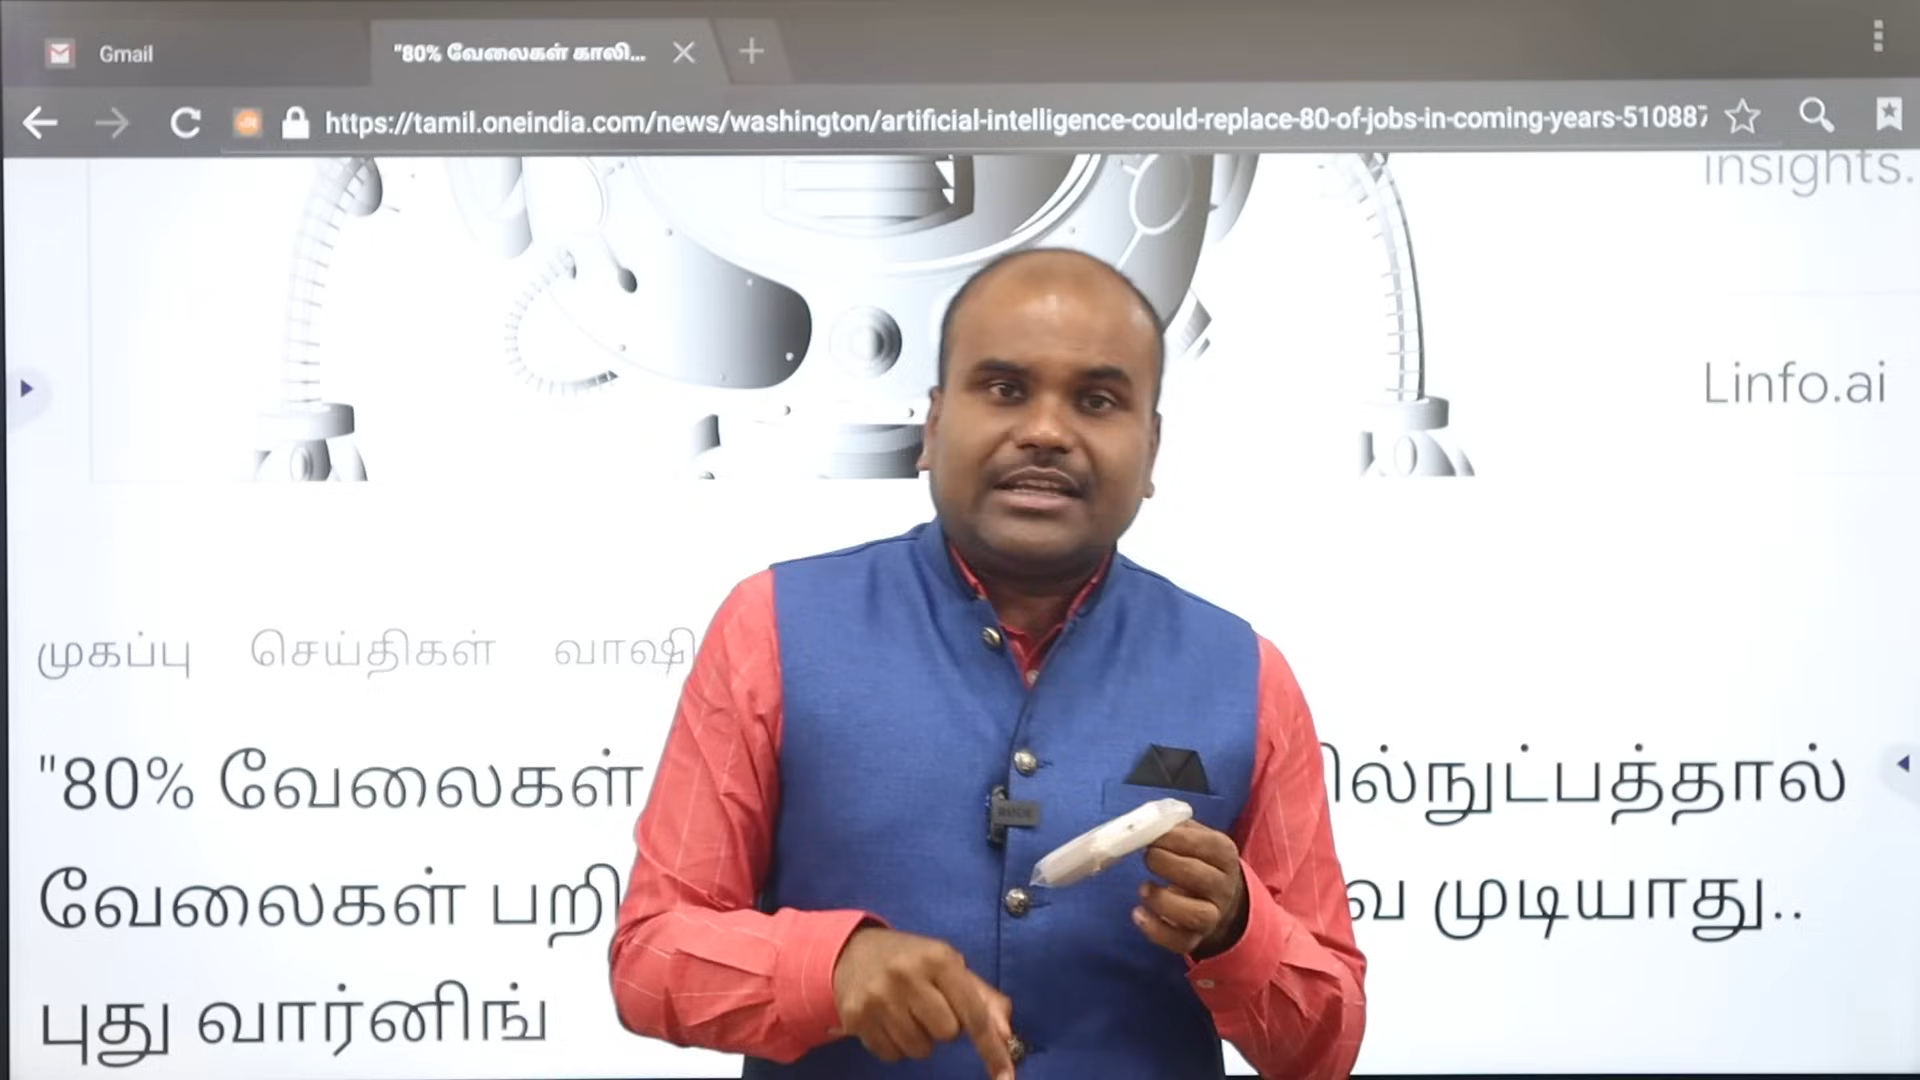 Gmail
"80% வேலைகள் காலி...
https://tamil.oneindia.com/news/washington/artificial-intelligence-could-replace-80-of-jobs-in-coming-years-510887
insights.
Linfo.ai
முகப்பு செய்திகள் வாஷி
"80% வேலைகள் ில்நுட்பத்தால்
வேலைகள் பறி வ முடியாது..
புது வார்னிங்